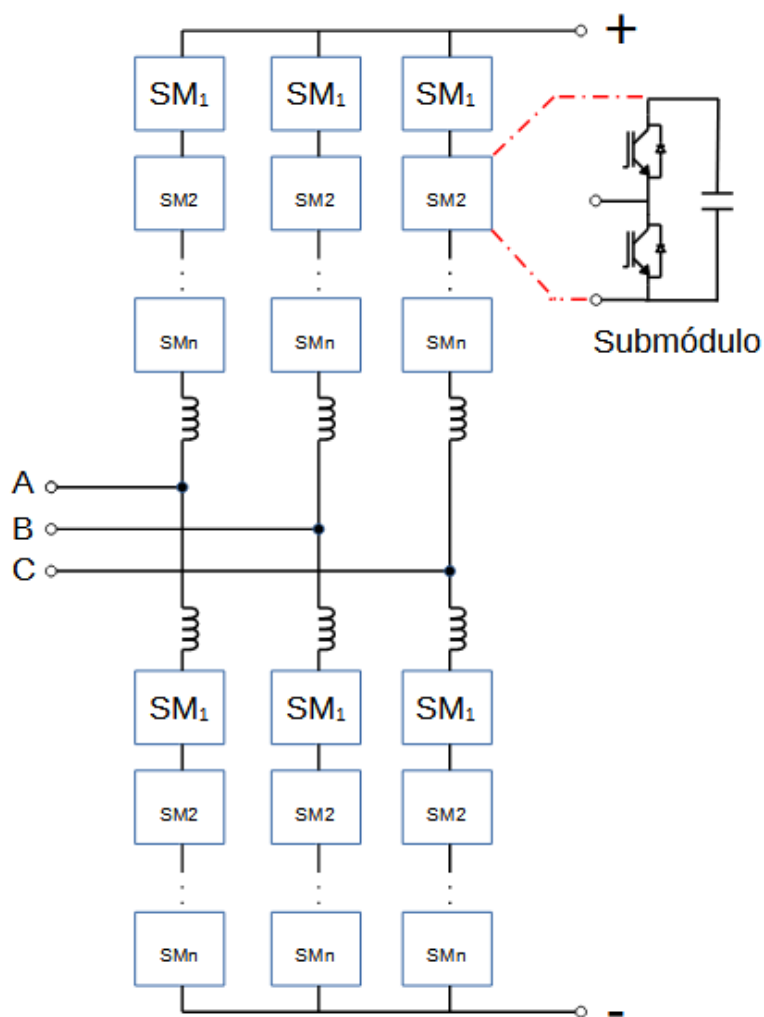 +
SM₁ SM₁ SM₁
SM2 SM2 SM2
SMn SMn SMn
Submódulo
A
B
C
SM₁ SM₁ SM₁
SM2 SM2 SM2
SMn SMn SMn
-